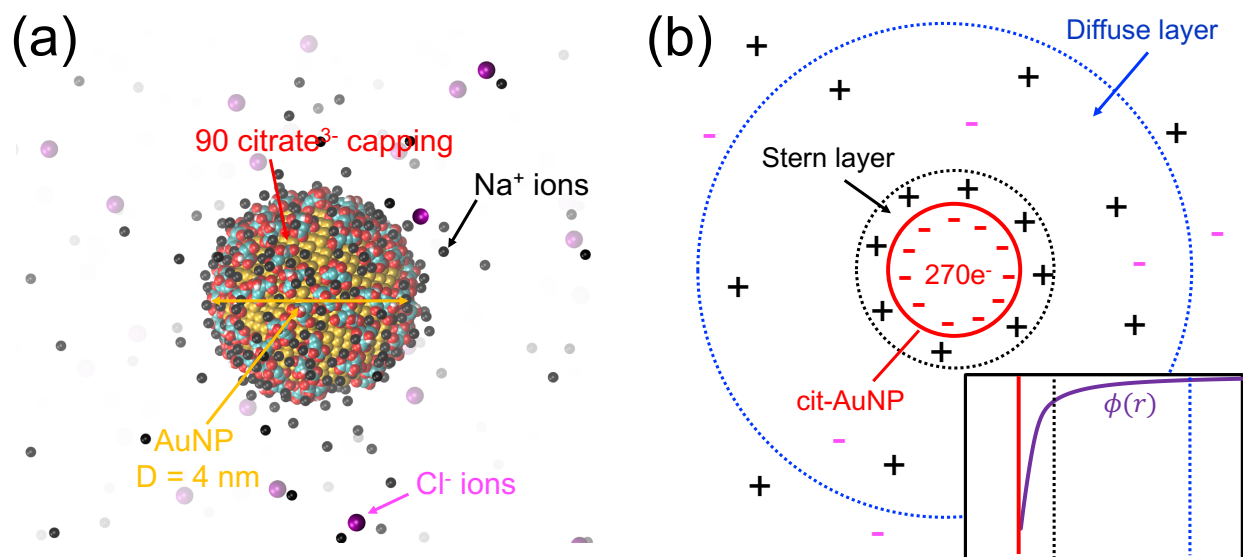 (a)
90 citrate³⁻ capping
Na⁺ ions
AuNP
D = 4 nm
Cl⁻ ions
(b)
Diffuse layer
Stern layer
270e⁻
cit-AuNP
ϕ(r)